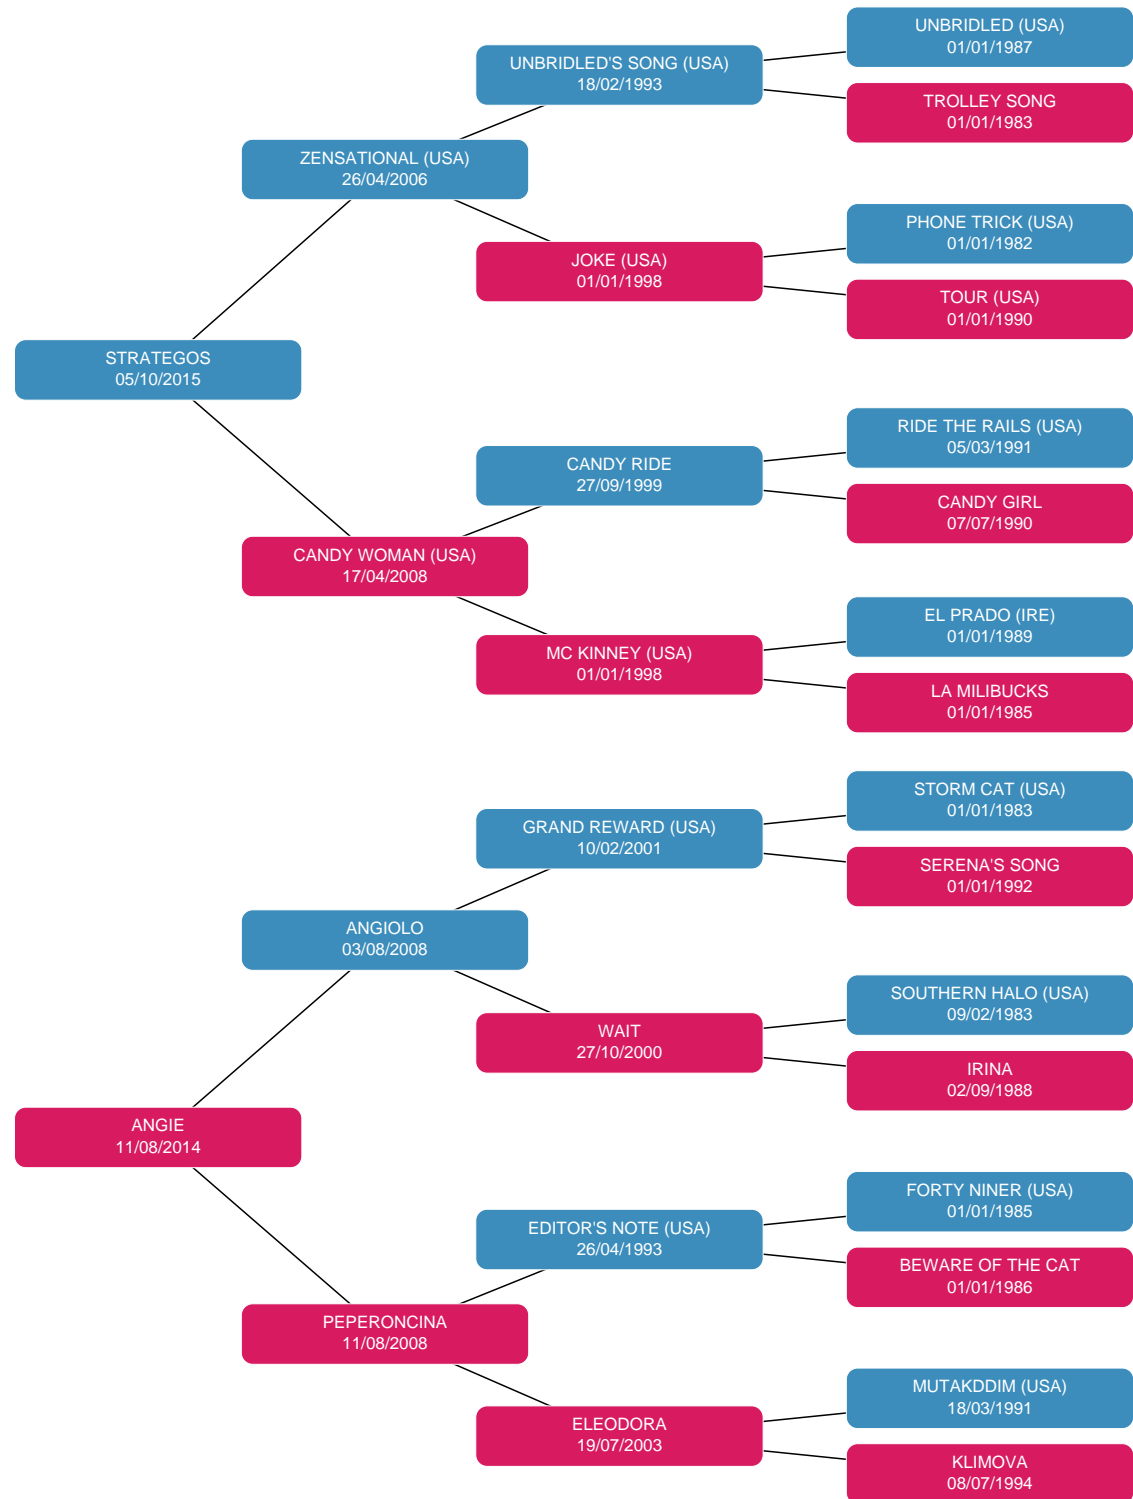 UNBRIDLED (USA)
01/01/1987
UNBRIDLED'S SONG (USA)
18/02/1993
TROLLEY SONG
01/01/1983
ZENSATIONAL (USA)
26/04/2006
PHONE TRICK (USA)
01/01/1982
JOKE (USA)
01/01/1998
TOUR (USA)
01/01/1990
STRATEGOS
05/10/2015
RIDE THE RAILS (USA)
05/03/1991
CANDY RIDE
27/09/1999
CANDY GIRL
07/07/1990
CANDY WOMAN (USA)
17/04/2008
EL PRADO (IRE)
01/01/1989
MC KINNEY (USA)
01/01/1998
LA MILIBUCKS
01/01/1985
STORM CAT (USA)
01/01/1983
GRAND REWARD (USA)
10/02/2001
SERENA'S SONG
01/01/1992
ANGIOLO
03/08/2008
SOUTHERN HALO (USA)
09/02/1983
WAIT
27/10/2000
IRINA
02/09/1988
ANGIE
11/08/2014
FORTY NINER (USA)
01/01/1985
EDITOR'S NOTE (USA)
26/04/1993
BEWARE OF THE CAT
01/01/1986
PEPERONCINA
11/08/2008
MUTAKDDIM (USA)
18/03/1991
ELEODORA
19/07/2003
KLIMOVA
08/07/1994